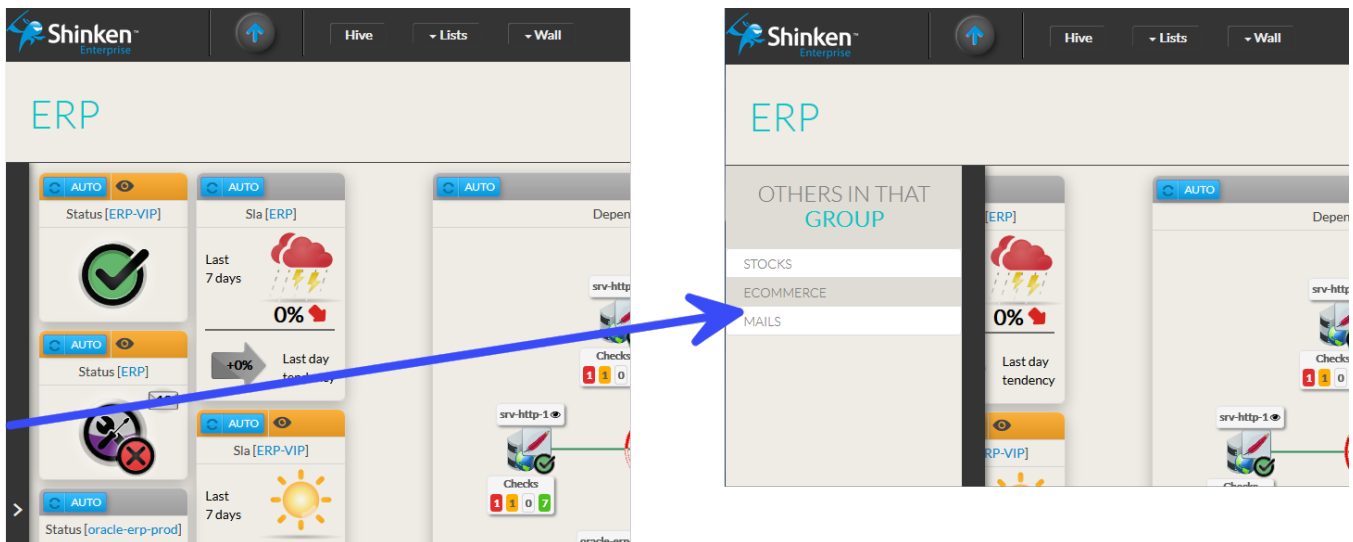 Shinken™
Enterprise
Hive
Lists
Wall
ERP
AUTO
Status [ERP-VIP]
AUTO
Sla [ERP]
Last
7 days
0%
+0%
Last day
tendency
AUTO
Depen
srv-http
Checks
1 1 0
AUTO
Status [ERP]
AUTO
Sla [ERP-VIP]
Last
7 days
srv-http-1
Checks
1 1 0 7
AUTO
Status [oracle-erp-prod]
oracle-erp
Shinken™
Enterprise
Hive
Lists
Wall
ERP
OTHERS IN THAT
GROUP
STOCKS
ECOMMERCE
MAILS
[ERP]
0%
Last day
tendency
RP-VIP]
AUTO
Depen
srv-http
Checks
1 1 0
srv-http-1
Checks